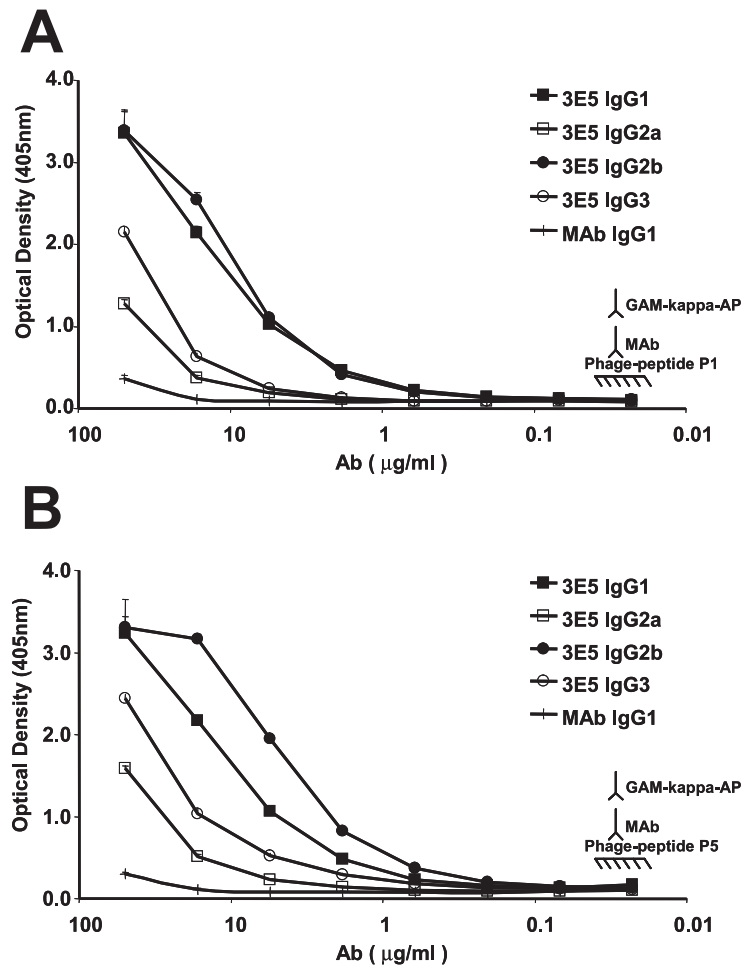 A
4.0
3.0
2.0
1.0
0.0
Optical Density (405nm)
100 10 1 0.1 0.01
Ab ( μg/ml )
3E5 IgG1
3E5 IgG2a
3E5 IgG2b
3E5 IgG3
MAb IgG1
GAM-kappa-AP
MAb
Phage-peptide P1
B
4.0
3.0
2.0
1.0
0.0
Optical Density (405nm)
100 10 1 0.1 0.01
Ab ( μg/ml )
3E5 IgG1
3E5 IgG2a
3E5 IgG2b
3E5 IgG3
MAb IgG1
GAM-kappa-AP
MAb
Phage-peptide P5